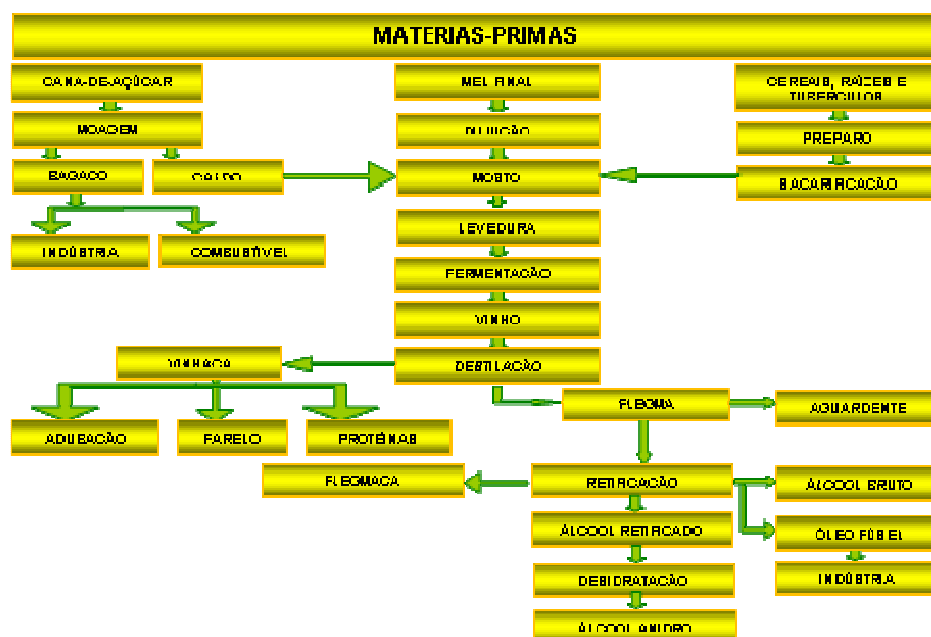 MATERIAS-PRIMAS
CANA-DE-AÇÚCAR
MEL FINAL
CEREAIS, RAÍZES E
TUBERCULOS
MOAGEM
DILUIÇÃO
PREPARO
BAGAÇO
CALDO
MOSTO
SACARIFICAÇÃO
LEVEDURA
INDÚSTRIA
COMBUSTÍVEL
FERMENTAÇÃO
VINHO
VINHAÇA
DESTILAÇÃO
FLEGMA
AGUARDENTE
ADUBAÇÃO
FARELO
PROTEÍNAS
FLEGMAÇA
RETIFICAÇÃO
ÁLCOOL BRUTO
ÁLCOOL RETIFICADO
ÓLEO FÚSEL
DESIDRATAÇÃO
INDÚSTRIA
ÁLCOOL ANIDRO